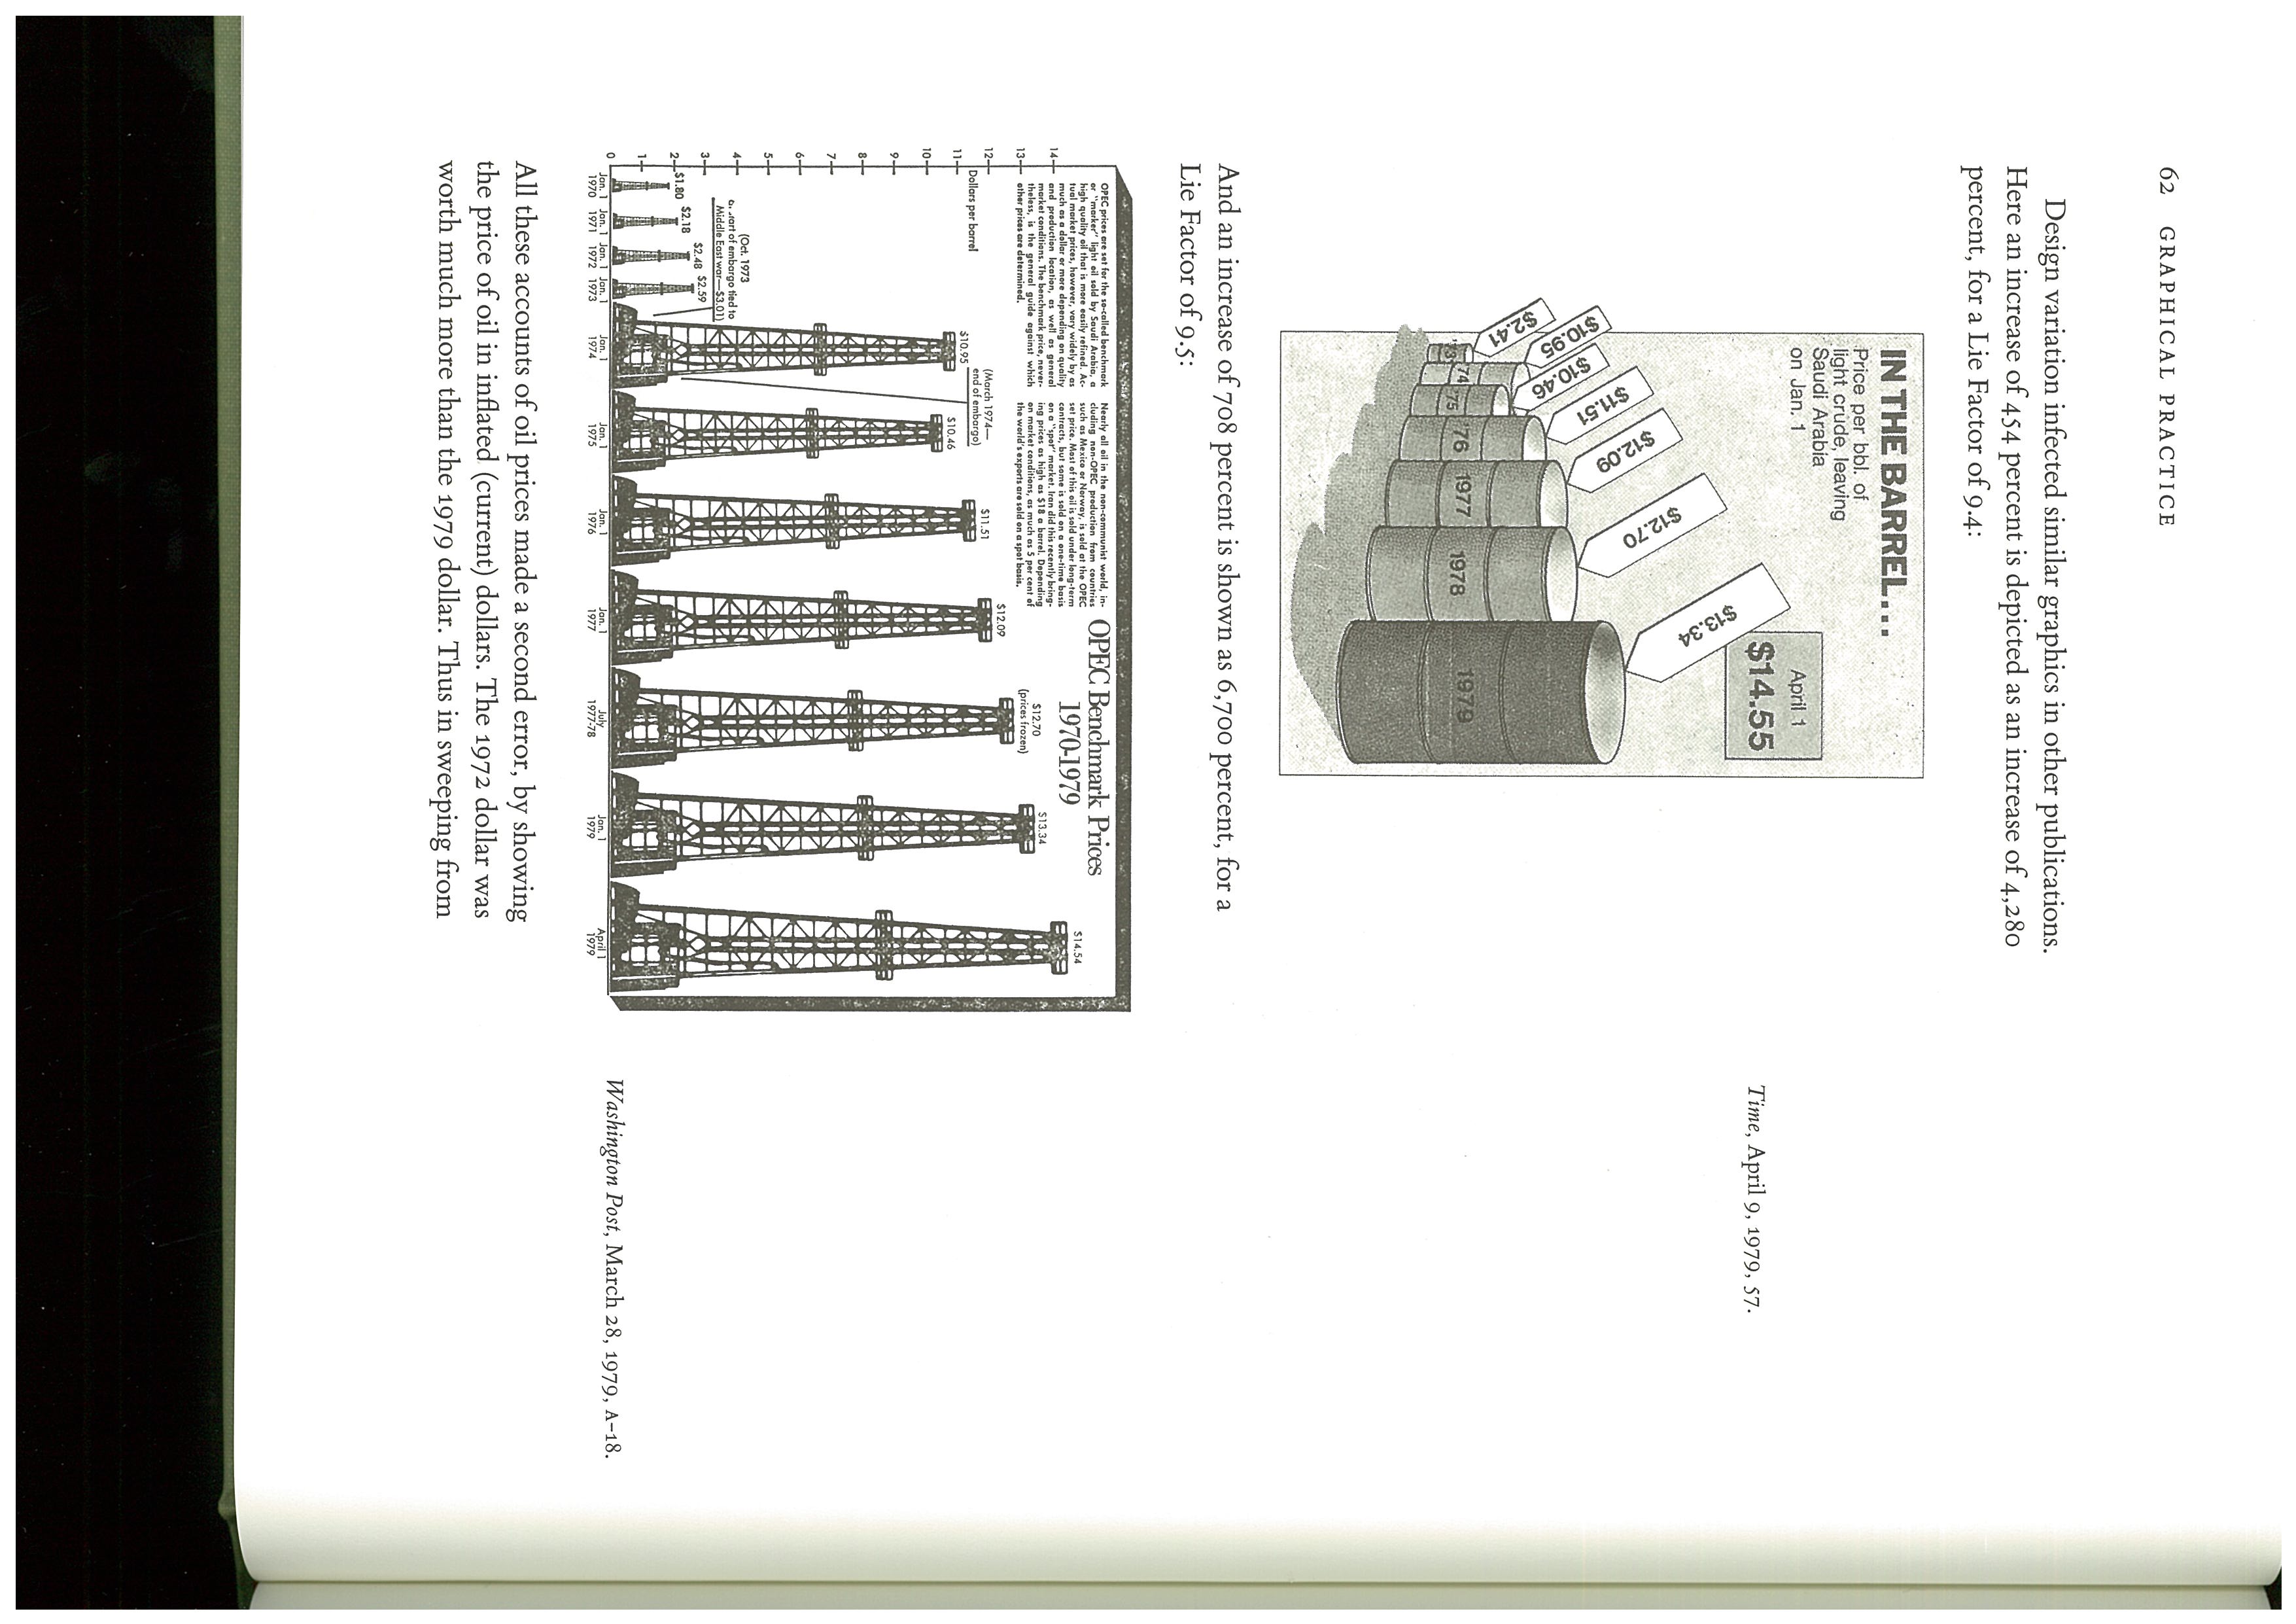 62 GRAPHICAL PRACTICE
Design variation infected similar graphics in other publications.
Here an increase of 454 percent is depicted as an increase of 4,280
percent, for a Lie Factor of 9.4:
IN THE BARREL...
Price per bbl. of
light crude, leaving
Saudi Arabia
on Jan. 1
April 1
$14.55
$13.34
$12.70
$12.09
$11.51
$10.46
$10.95
$2.41
'73
'74
'75
'76
1977
1978
1979
Time, April 9, 1979, 57.
And an increase of 708 percent is shown as 6,700 percent, for a
Lie Factor of 9.5:
OPEC prices are set for the so-called benchmark
or "marker" light oil sold by Saudi Arabia, a
high quality oil that is more easily refined. Ac-
tual market prices, however, vary widely by as
much as a dollar or more depending on quality
and production location, as well as general
market conditions. The benchmark price, never-
theless, is the general guide against which
other prices are determined.
Nearly all oil in the non-communist world, in-
cluding non-OPEC production from countries
such as Mexico or Norway, is sold at the OPEC
set price. Most of this oil is sold under long-term
contracts, but some is sold on a one-time basis
on a "spot" market. Iran did this recently bring-
ing prices as high as $18 a barrel. Depending
on market conditions, as much as 5 per cent of
the world's exports are sold on a spot basis.
OPEC Benchmark Prices
1970-1979
14
13
12
11
10
9
8
7
6
5
4
3
2
1
0
Dollars per barrel
(Oct. 1973
art of embargo tied to
Middle East war—$3.01)
(March 1974—
end of embargo)
$1.80
$2.18
$2.48
$2.59
$10.95
$10.46
$11.51
$12.09
$12.70
(prices frozen)
$13.34
$14.54
Jan. 1
1970
Jan. 1
1971
Jan. 1
1972
Jan. 1
1973
Jan. 1
1974
Jan. 1
1975
Jan. 1
1976
Jan. 1
1977
July
1977-78
Jan. 1
1979
April 1
1979
Washington Post, March 28, 1979, A-18.
All these accounts of oil prices made a second error, by showing
the price of oil in inflated (current) dollars. The 1972 dollar was
worth much more than the 1979 dollar. Thus in sweeping from